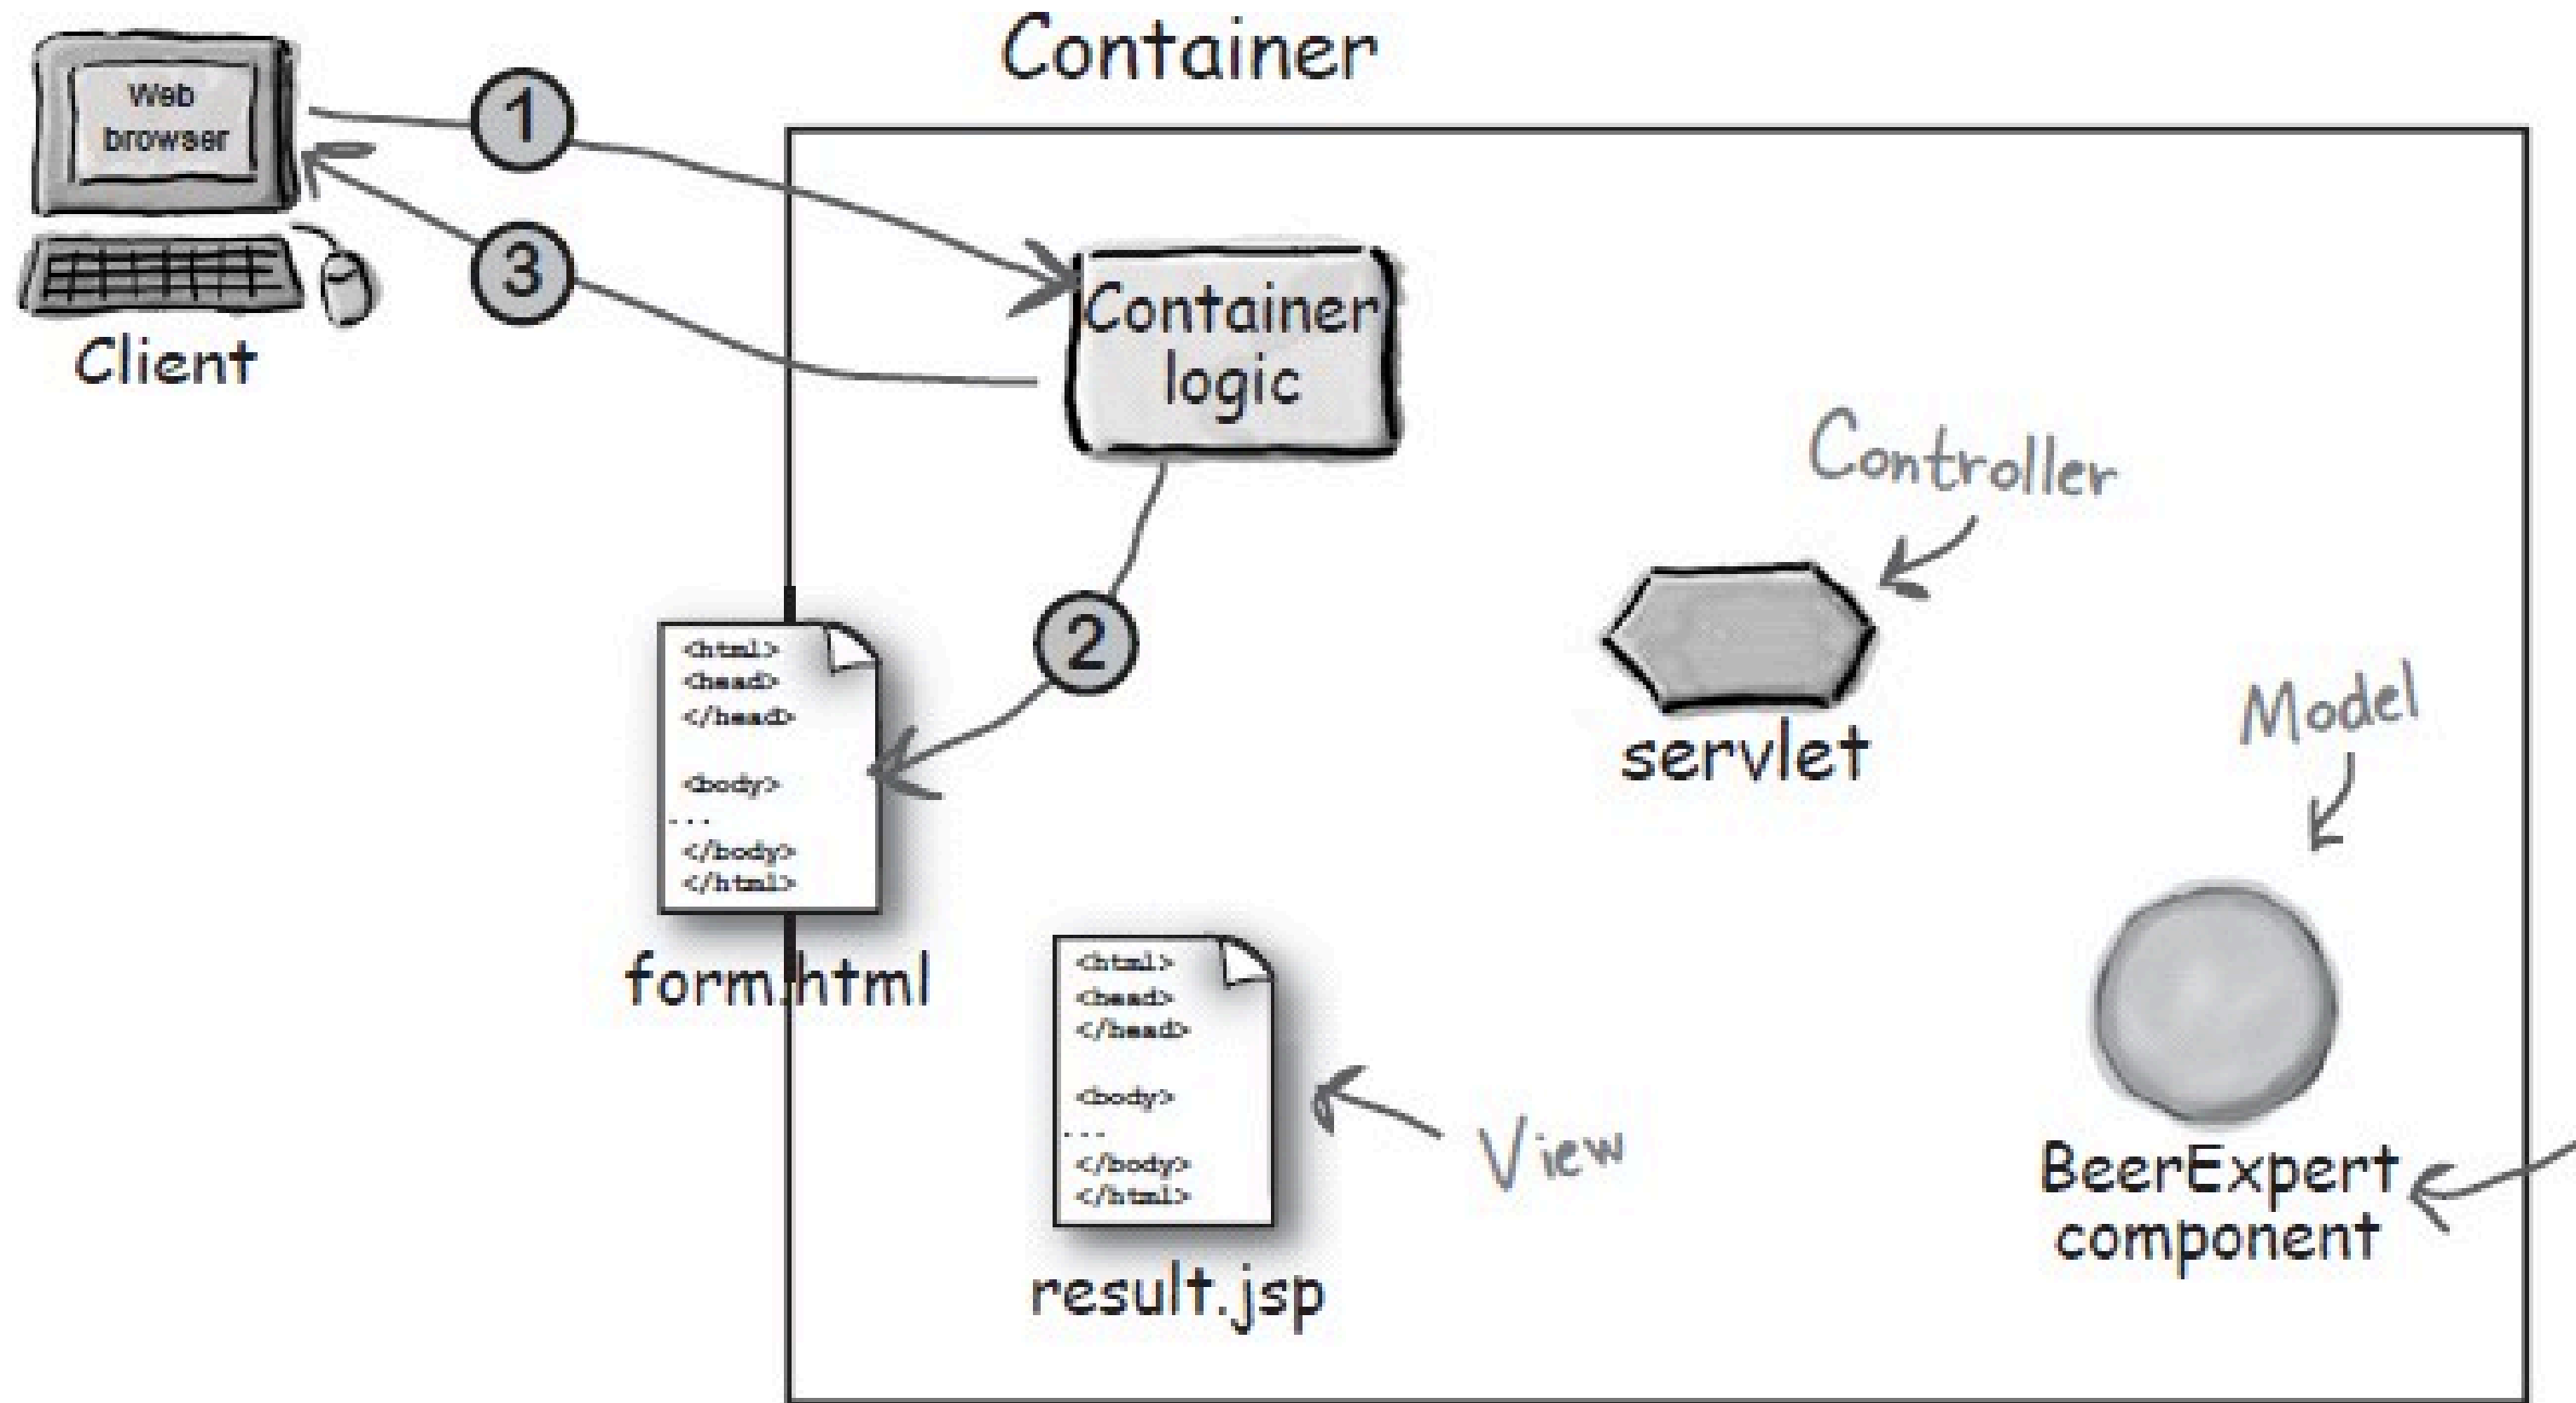 Container
Web
browser
1
3
Client
Container
logic
Controller
2
<html>
<head>
</head>
<body>
...
</body>
</html>
form.html
servlet
Model
<html>
<head>
</head>
<body>
...
</body>
</html>
result.jsp
View
BeerExpert
component